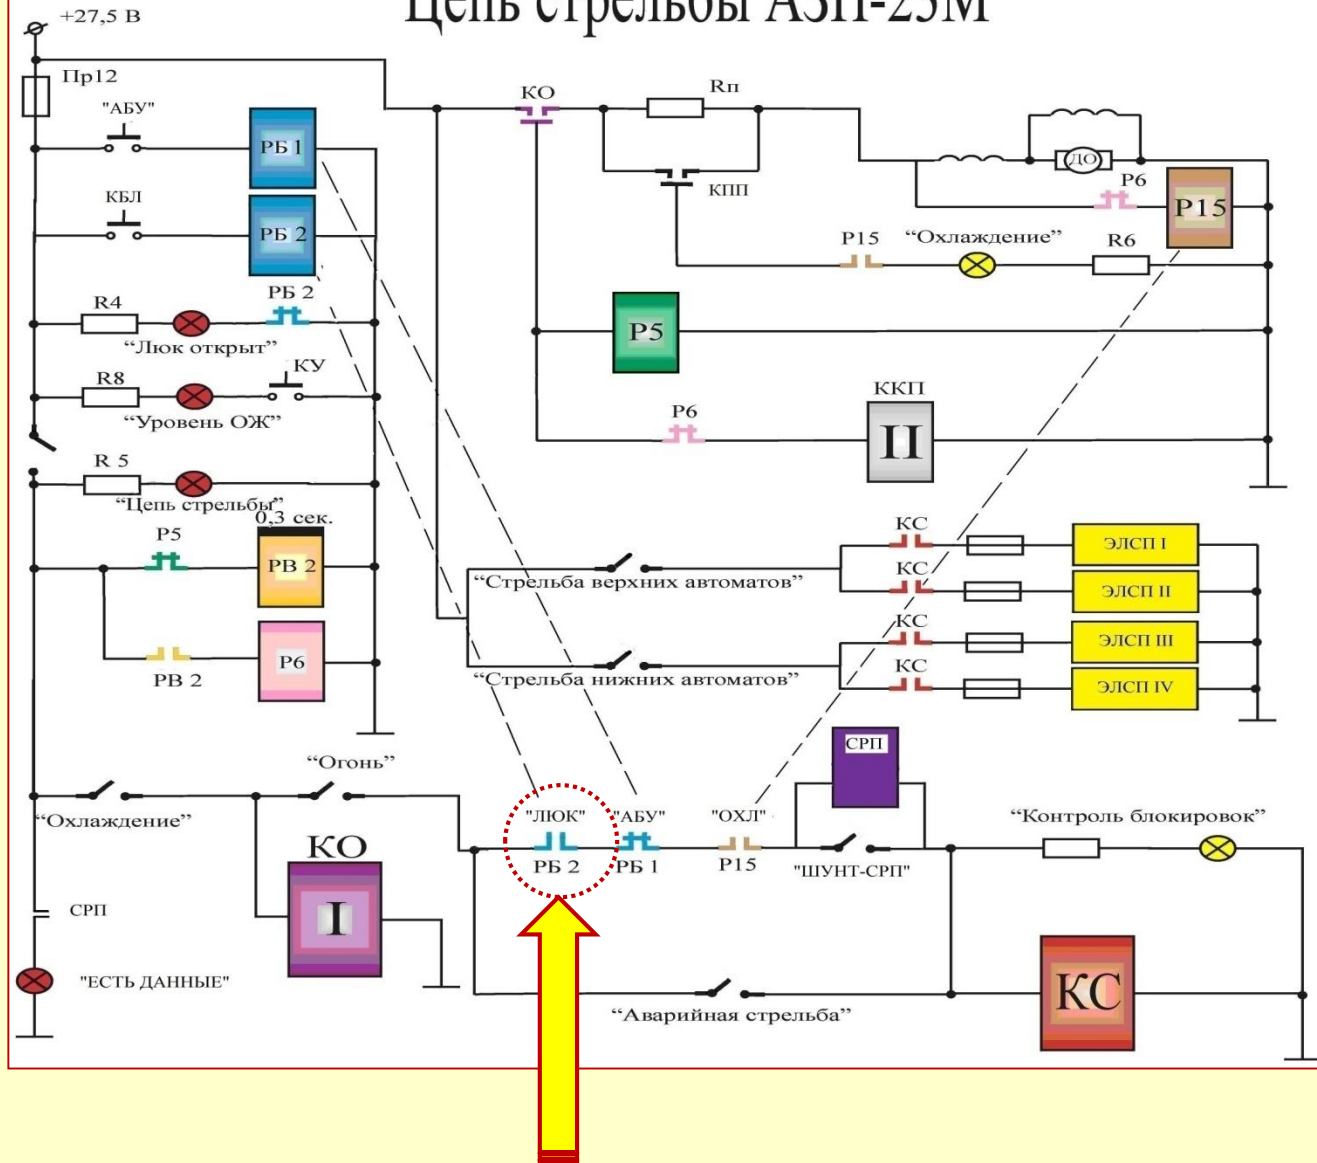 Цепь стрельбы АЗП-23М
+27,5 В
Пр12
"АБУ"
РБ 1
КБЛ
РБ 2
R4
РБ 2
“Люк открыт”
R8
КУ
“Уровень ОЖ”
R 5
“Цепь стрельбы”
0,3 сек.
Р5
РВ 2
РВ 2
Р6
КО
Rп
КПП
ДО
Р6
Р15
Р15
“Охлаждение”
R6
Р5
ККП
Р6
II
КС
ЭЛСП I
“Стрельба верхних автоматов”
КС
ЭЛСП II
КС
ЭЛСП III
“Стрельба нижних автоматов”
КС
ЭЛСП IV
“Огонь”
“Охлаждение”
СРП
"ЛЮК"
"АБУ"
"ОХЛ"
“Контроль блокировок”
РБ 2
РБ 1
Р15
"ШУНТ-СРП"
КО
I
СРП
"ЕСТЬ ДАННЫЕ"
“Аварийная стрельба”
КС